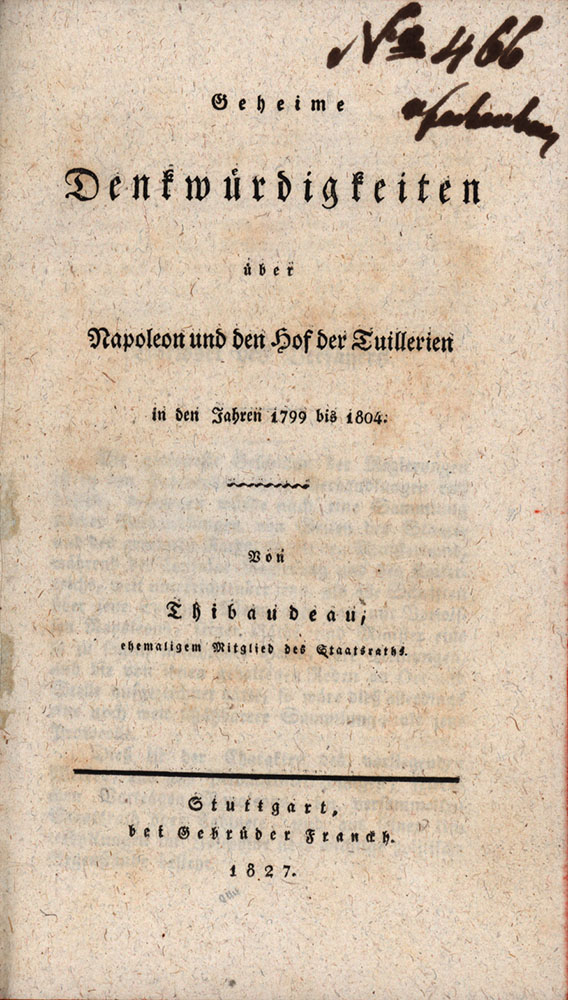 No 466
Geheime
Denkwürdigkeiten
über
Napoleon und den Hof der Tuillerien
in den Jahren 1799 bis 1804.
Von
Thibaudeau,
ehemaligem Mitglied des Staatsraths.
Stuttgart,
bei Gebrüder Franckh.
1827.